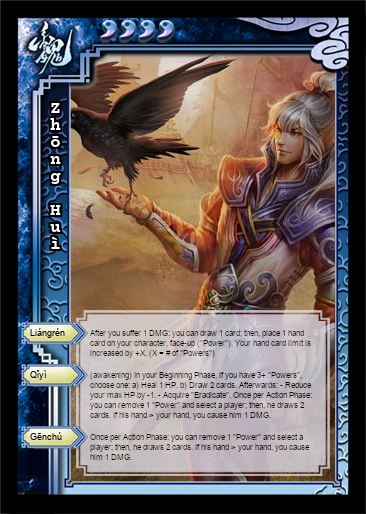 魏
Zhōng Huì
Liángrén
After you suffer 1 DMG: you can draw 1 card; then, place 1 hand
card on your character, face-up ("Power"). Your hand card limit is
increased by +X. (X = # of "Powers")
Qǐyì
(awakening) In your Beginning Phase, if you have 3+ "Powers",
choose one: a) Heal 1 HP. b) Draw 2 cards. Afterwards: - Reduce
your max HP by -1. - Acquire "Eradicate". Once per Action Phase:
you can remove 1 "Power" and select a player; then, he draws 2
cards. If his hand » your hand, you cause him 1 DMG.
Gēnchú
Once per Action Phase: you can remove 1 "Power" and select a
player; then, he draws 2 cards. If his hand » your hand, you cause
him 1 DMG.